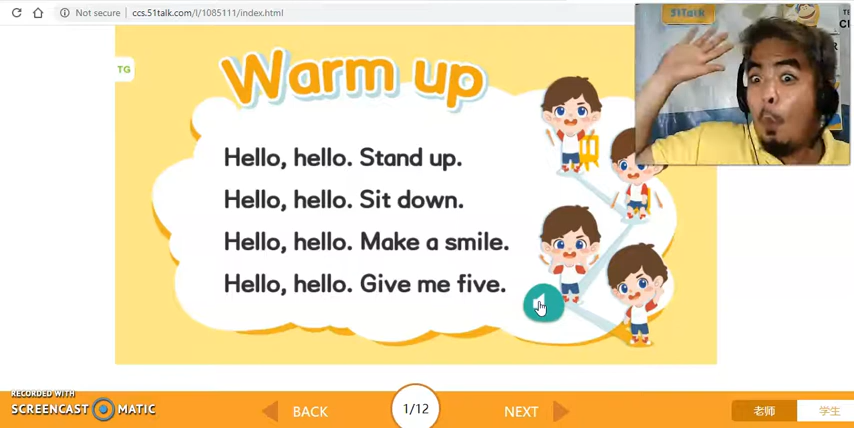 Not secure
ccs.51talk.com/l/1085111/index.html
51Talk
TG
Warm up
Hello, hello. Stand up.
Hello, hello. Sit down.
Hello, hello. Make a smile.
Hello, hello. Give me five.
RECORDED WITH
SCREENCAST MATIC
BACK
1/12
NEXT
老师
学生